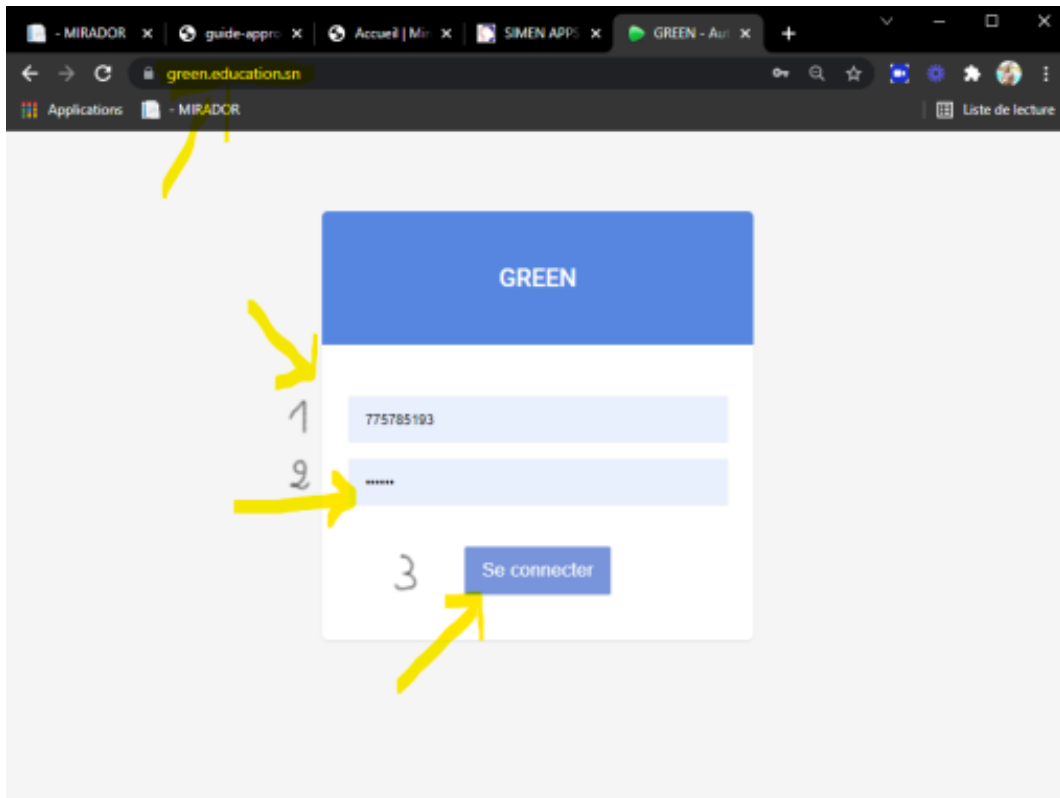 - MIRADOR guide-appro Accueil | Min SIMEN APPS GREEN - Aut
green.education.sn
Applications - MIRADOR Liste de lecture
GREEN
1 775785193
2 •••••••
3 Se connecter